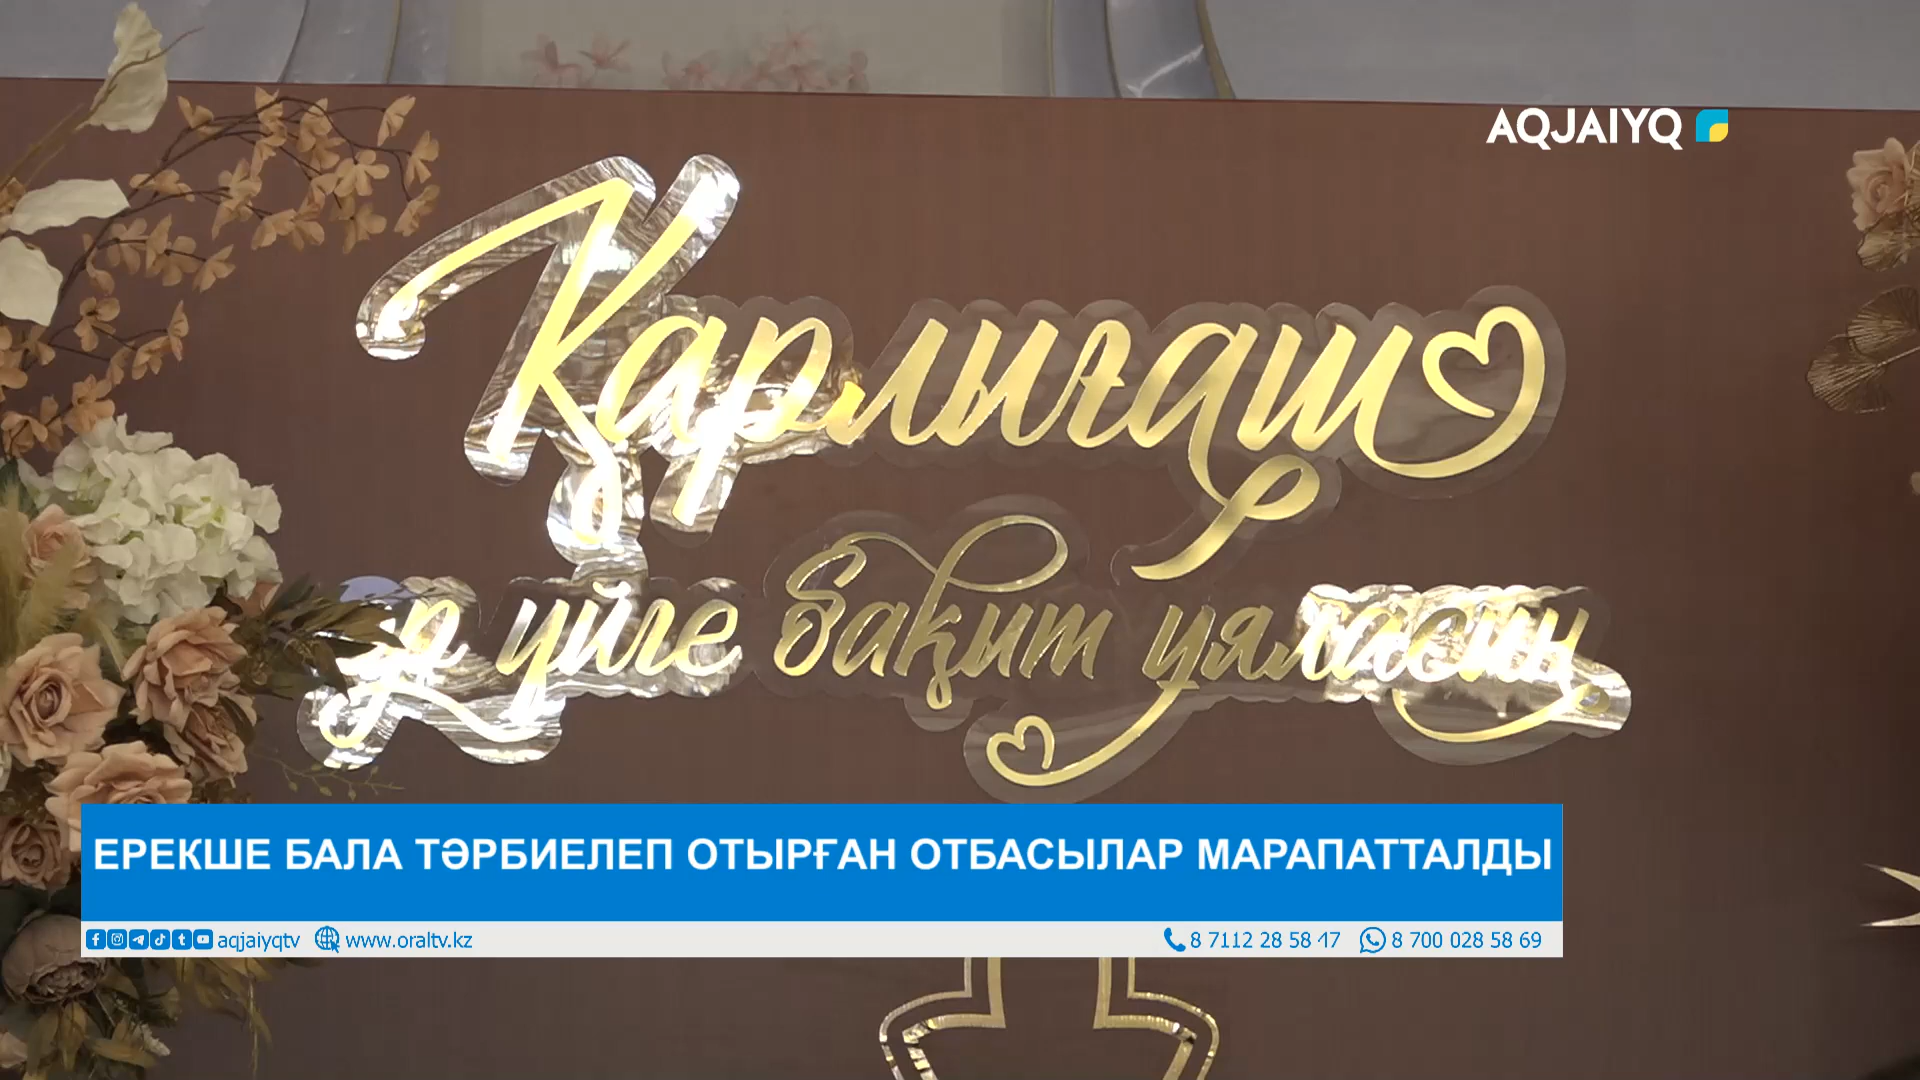 AQJAIYQ
Қарлығаш
үйге бақыт ұяласын
ЕРЕКШЕ БАЛА ТӘРБИЕЛЕП ОТЫРҒАН ОТБАСЫЛАР МАРАПАТТАЛДЫ
aqjaiyqtv www.oraltv.kz 8 7112 28 58 17 8 700 028 58 69